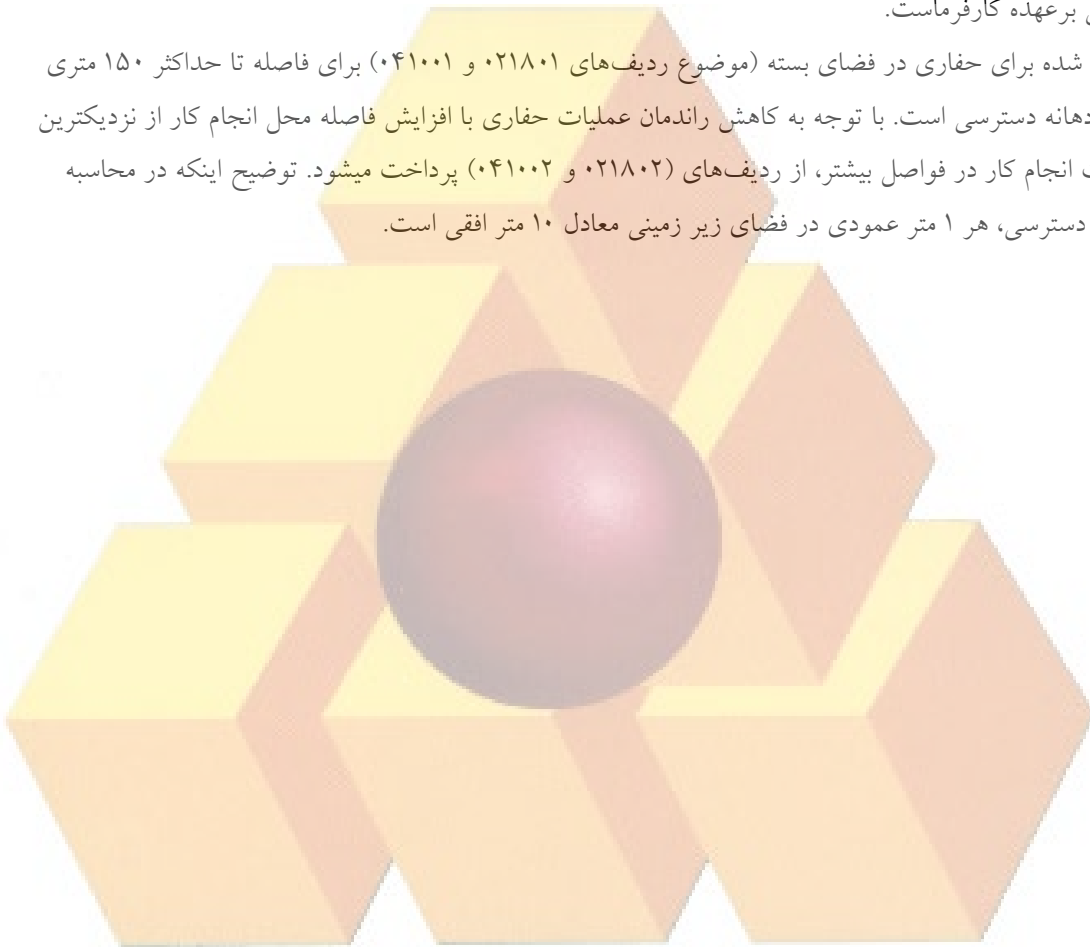 برعهده کارفرماست.
شده برای حفاری در فضای بسته (موضوع ردیف‌های ۰۲۱۸۰۱ و ۰۴۱۰۰۱) برای فاصله تا حداکثر ۱۵۰ متری
دهانه دسترسی است. با توجه به کاهش راندمان عملیات حفاری با افزایش فاصله محل انجام کار از نزدیکترین
انجام کار در فواصل بیشتر، از ردیف‌های (۰۲۱۸۰۲ و ۰۴۱۰۰۲) پرداخت میشود. توضیح اینکه در محاسبه
دسترسی، هر ۱ متر عمودی در فضای زیر زمینی معادل ۱۰ متر افقی است.